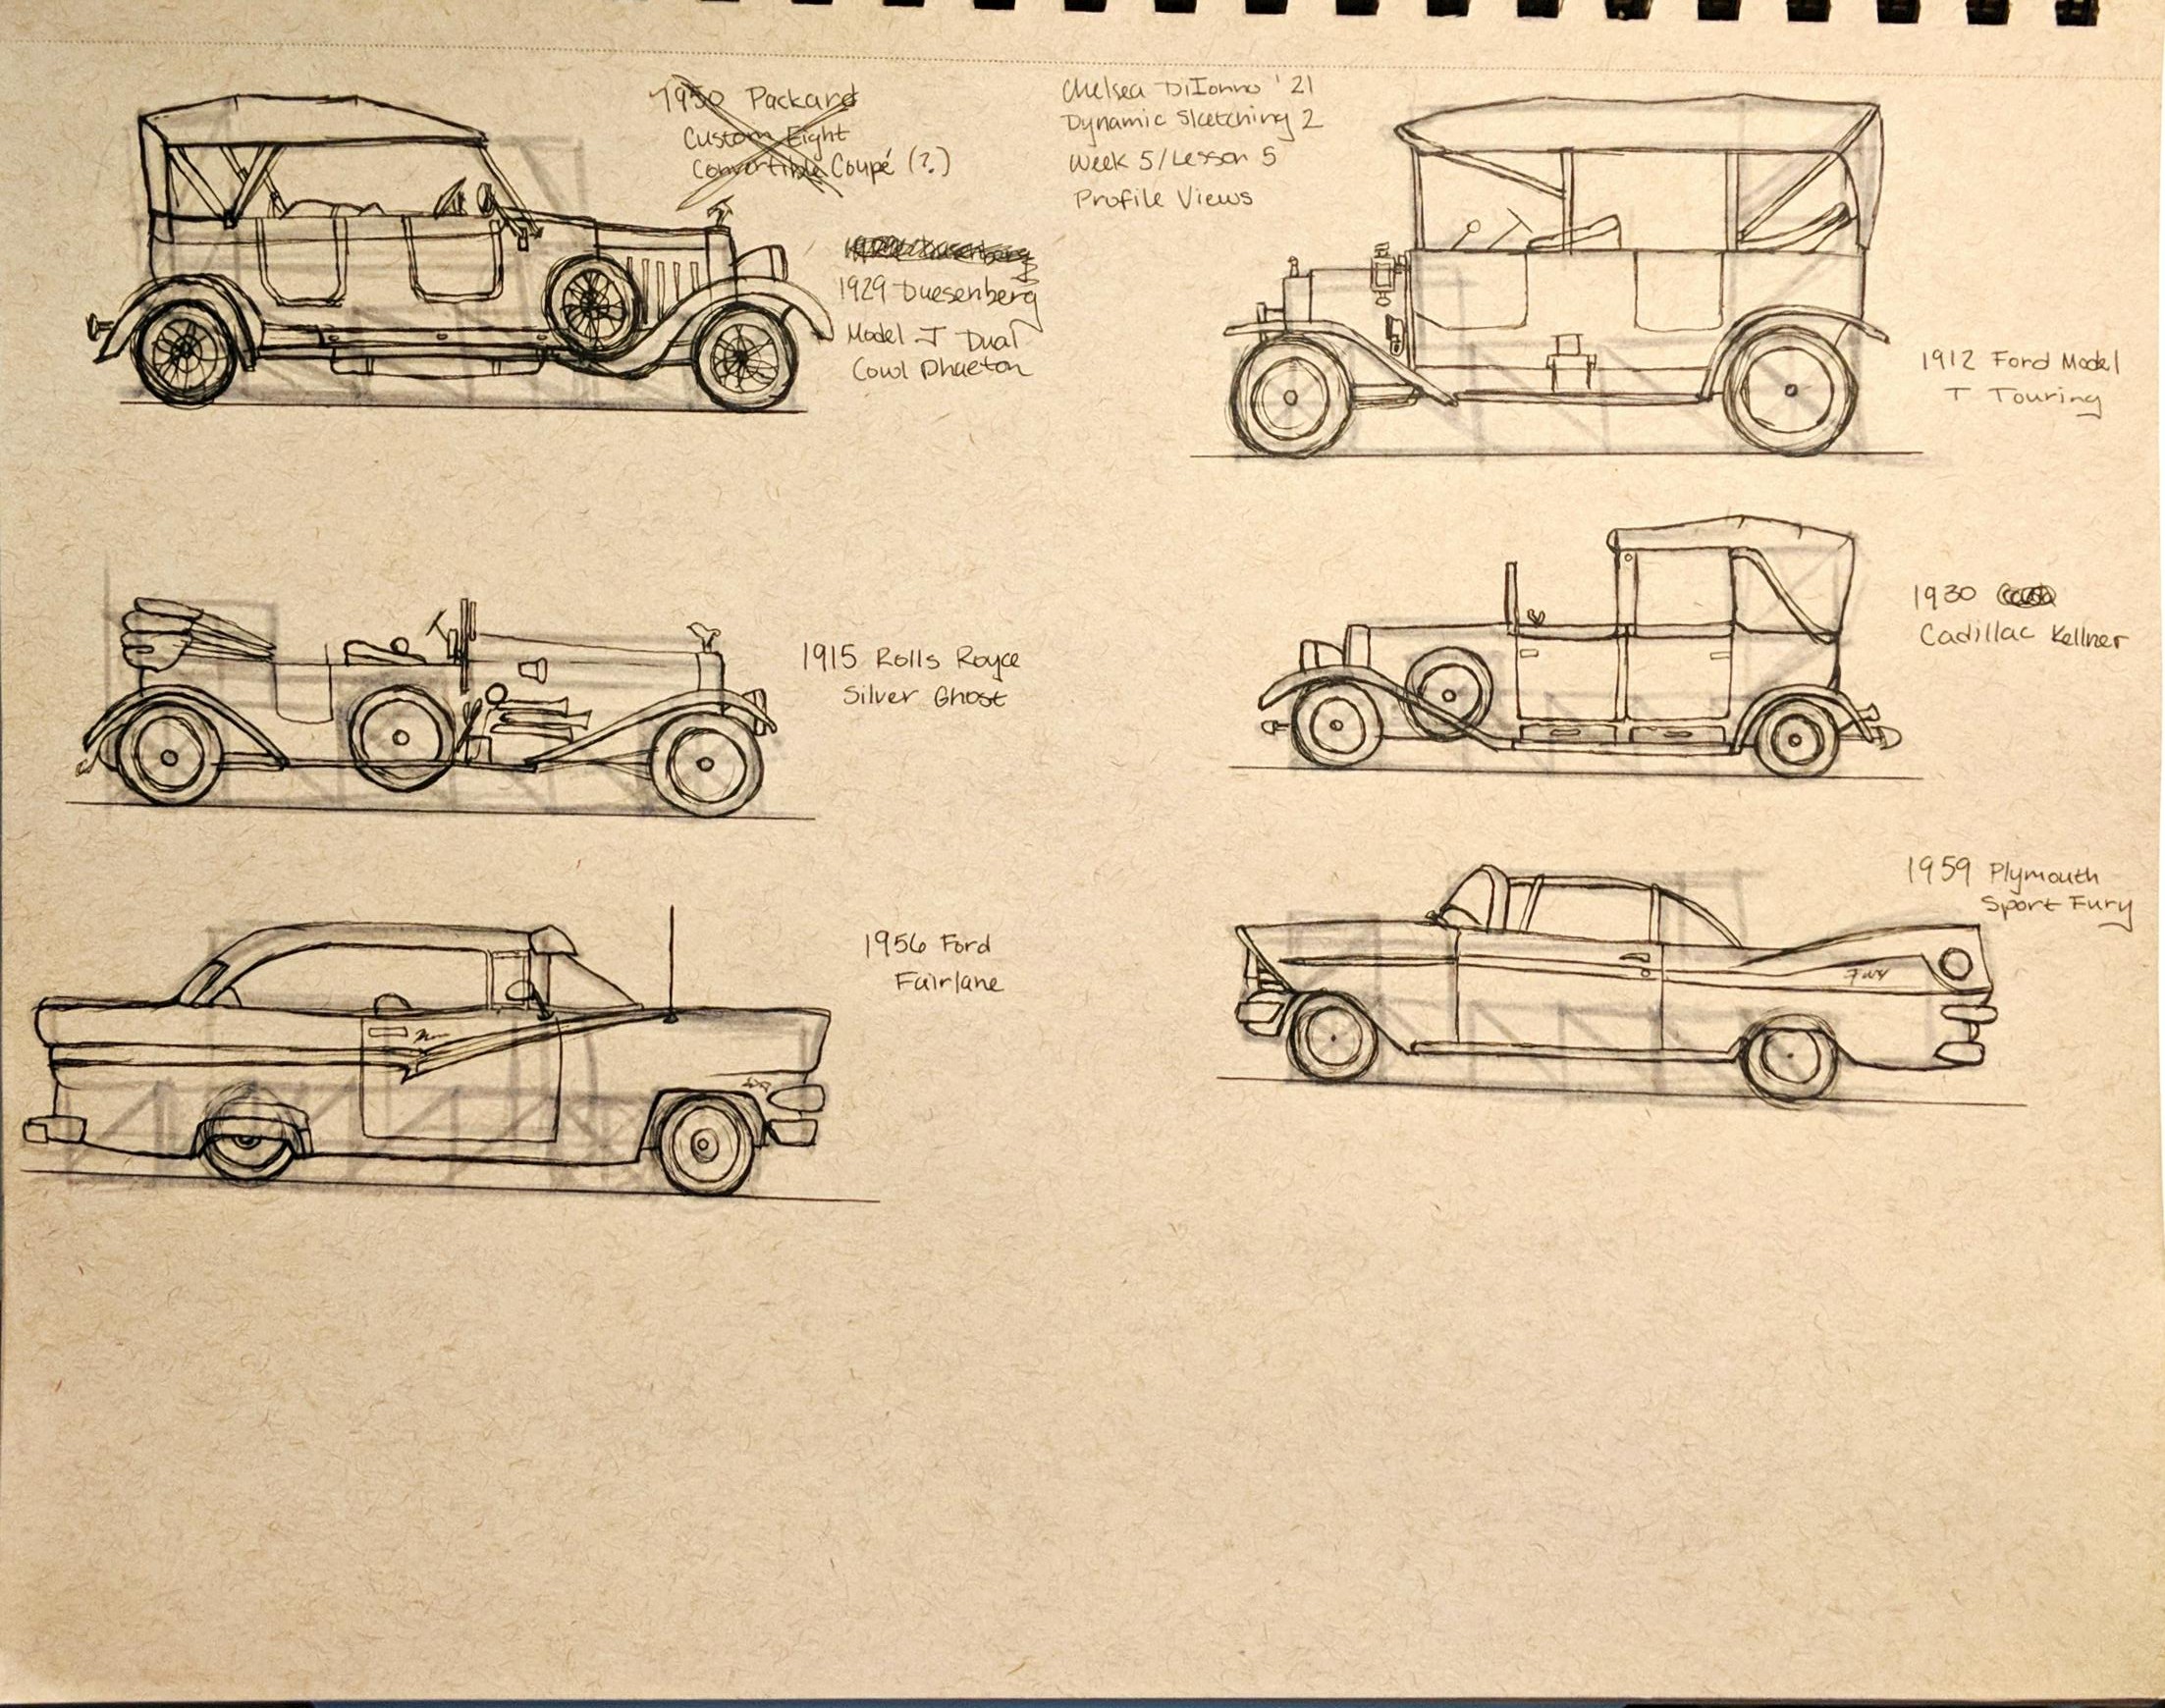 1950 Packard
Custom Eight
Convertible Coupé (?)
Chelsea DiIonno '21
Dynamic Sketching 2
Week 5/Lesson 5
Profile Views
1929 Duesenberg
Model J Dual
Cowl Phaeton
1912 Ford Model
T Touring
1915 Rolls Royce
Silver Ghost
1930
Cadillac Kellner
1956 Ford
Fairlane
1959 Plymouth
Sport Fury
Fury